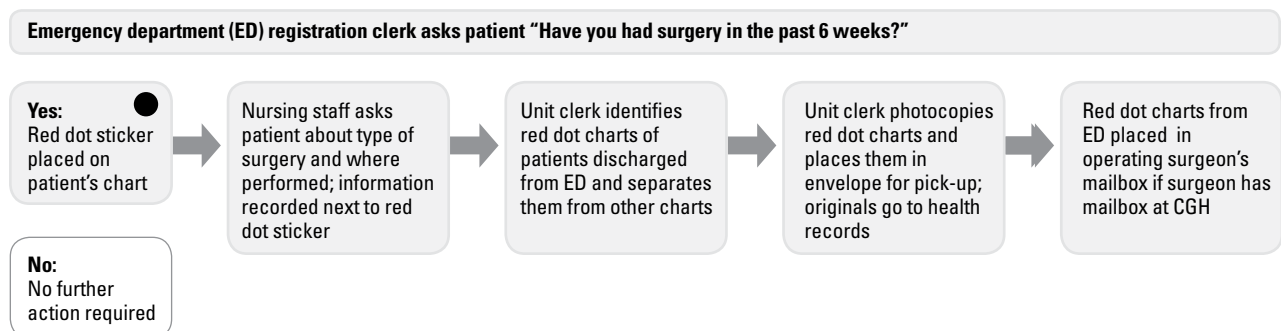 Emergency department (ED) registration clerk asks patient “Have you had surgery in the past 6 weeks?”
Yes:
Red dot sticker
placed on
patient’s chart
Nursing staff asks
patient about type of
surgery and where
performed; information
recorded next to red
dot sticker
Unit clerk identifies
red dot charts of
patients discharged
from ED and separates
them from other charts
Unit clerk photocopies
red dot charts and
places them in
envelope for pick-up;
originals go to health
records
Red dot charts from
ED placed in
operating surgeon’s
mailbox if surgeon has
mailbox at CGH
No:
No further
action required